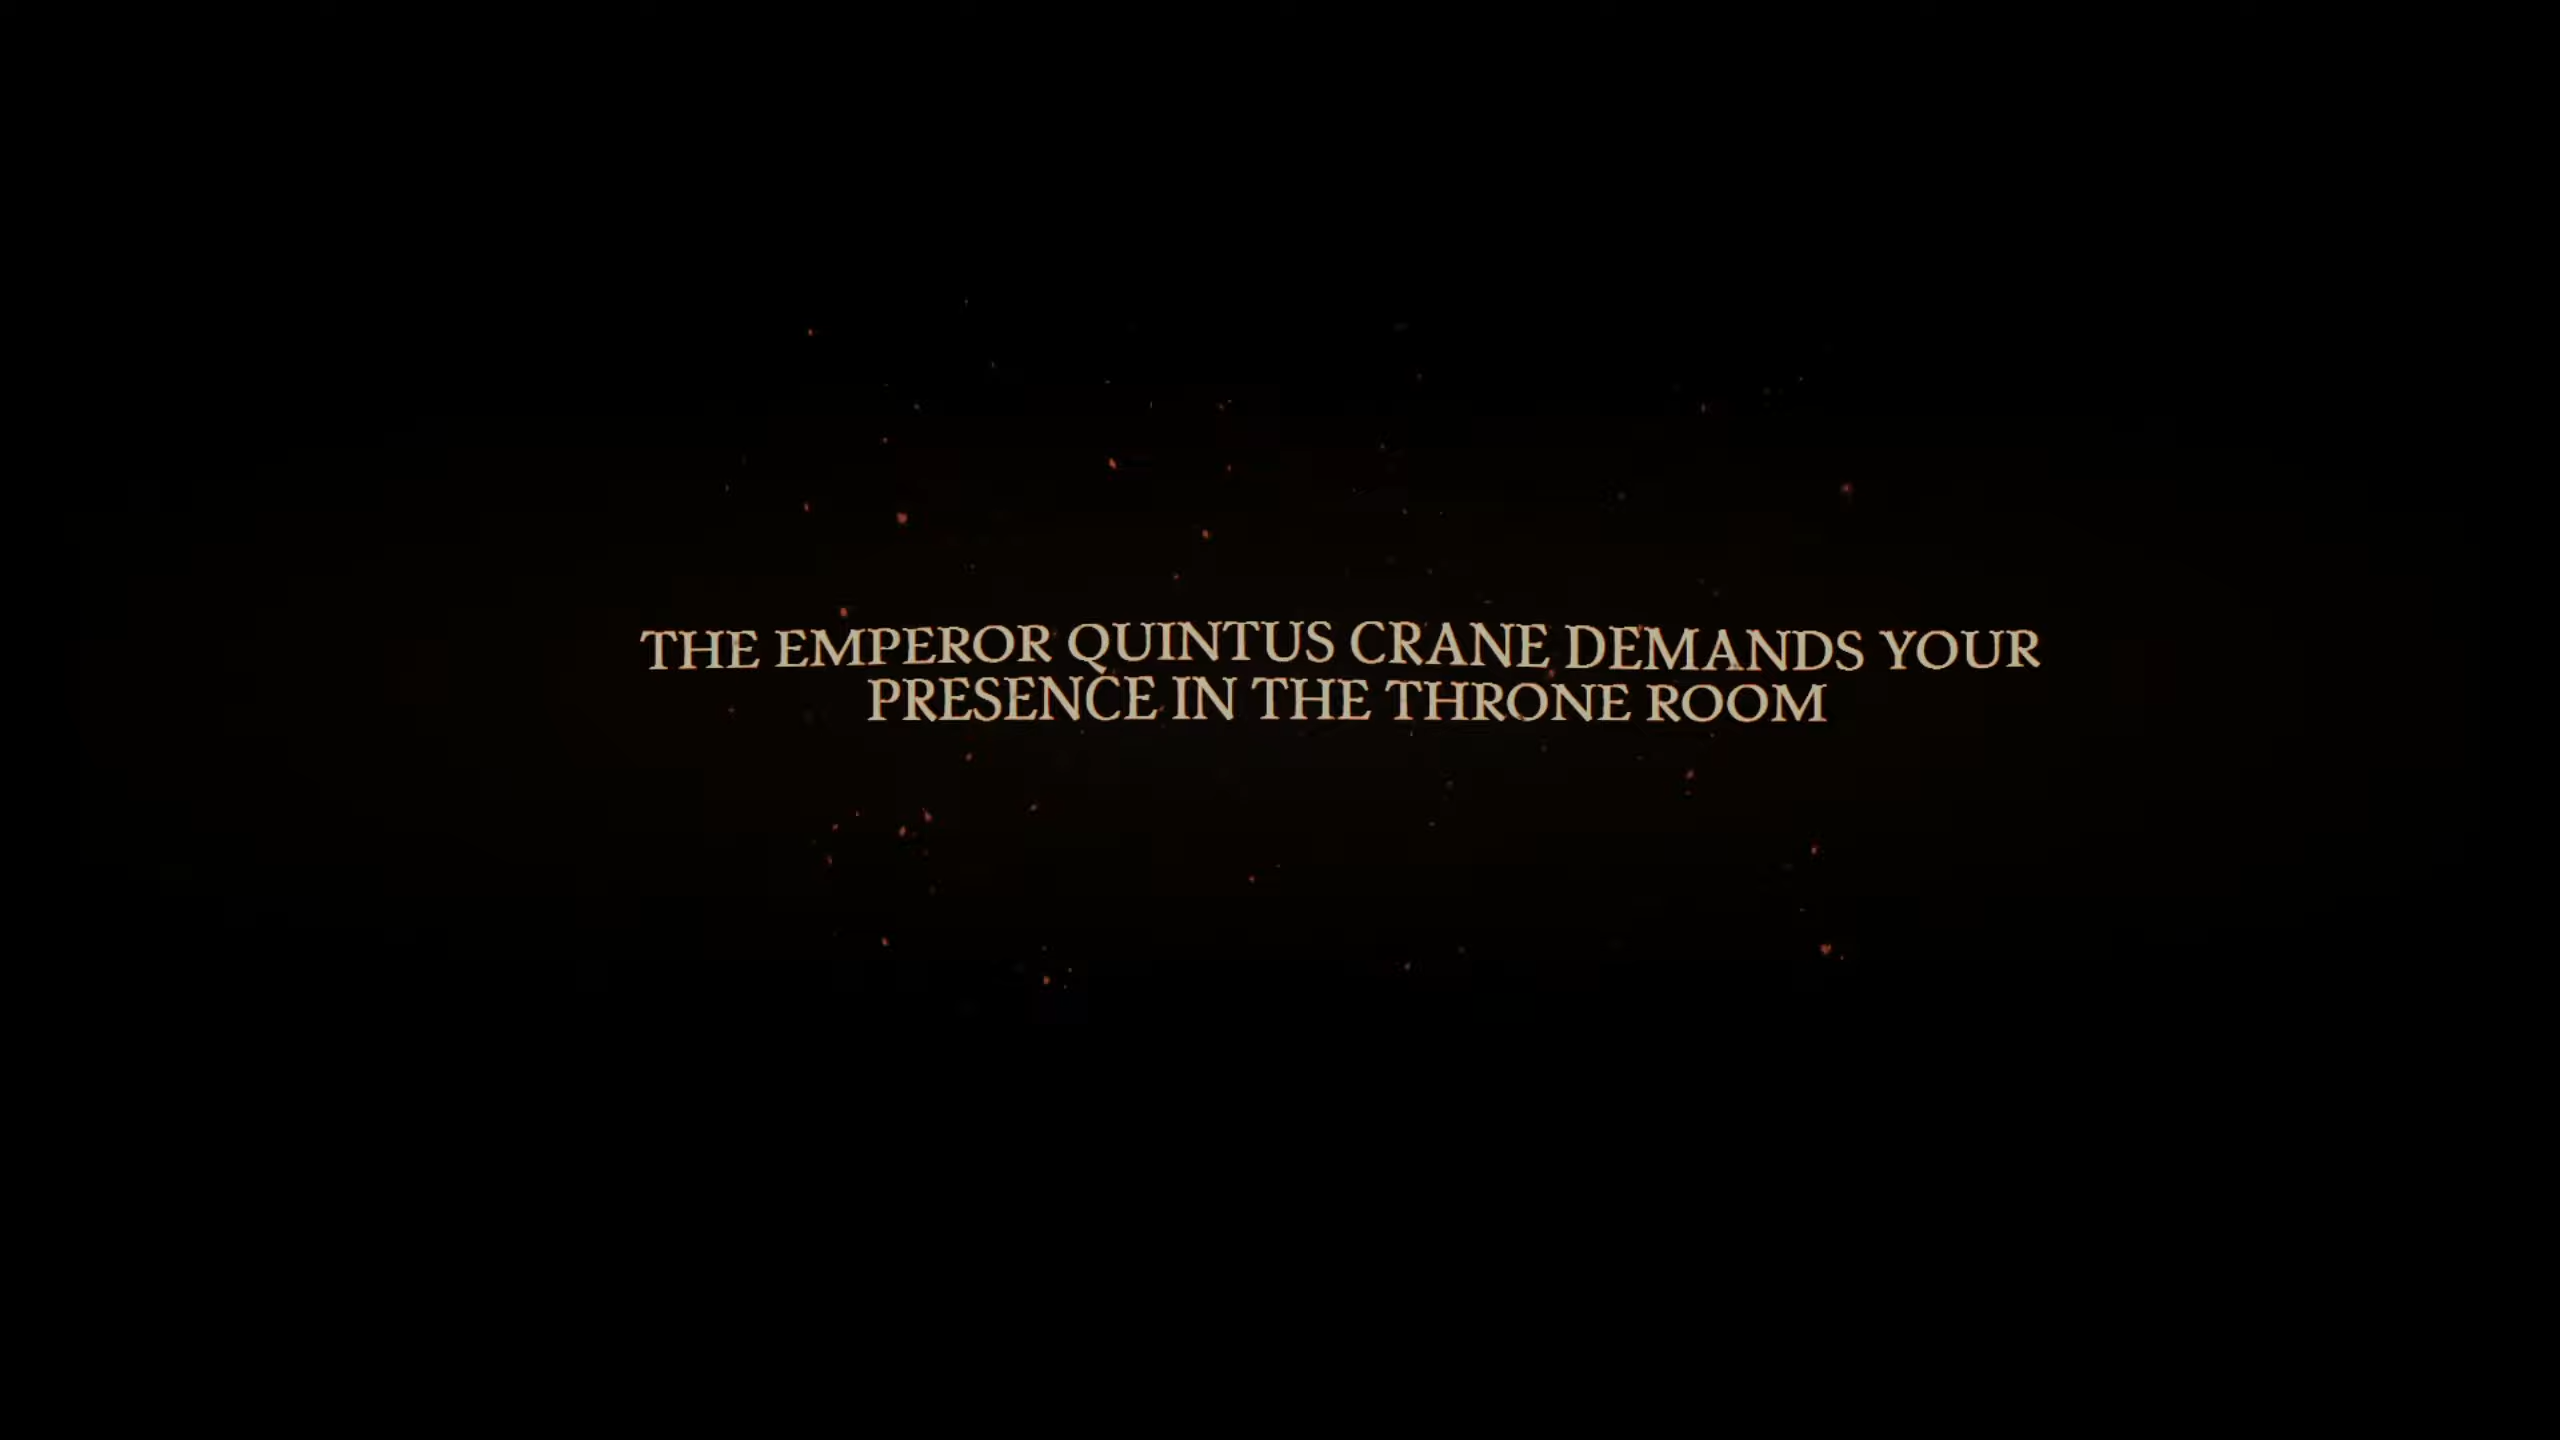 THE EMPEROR QUINTUS CRANE DEMANDS YOUR
PRESENCE IN THE THRONE ROOM